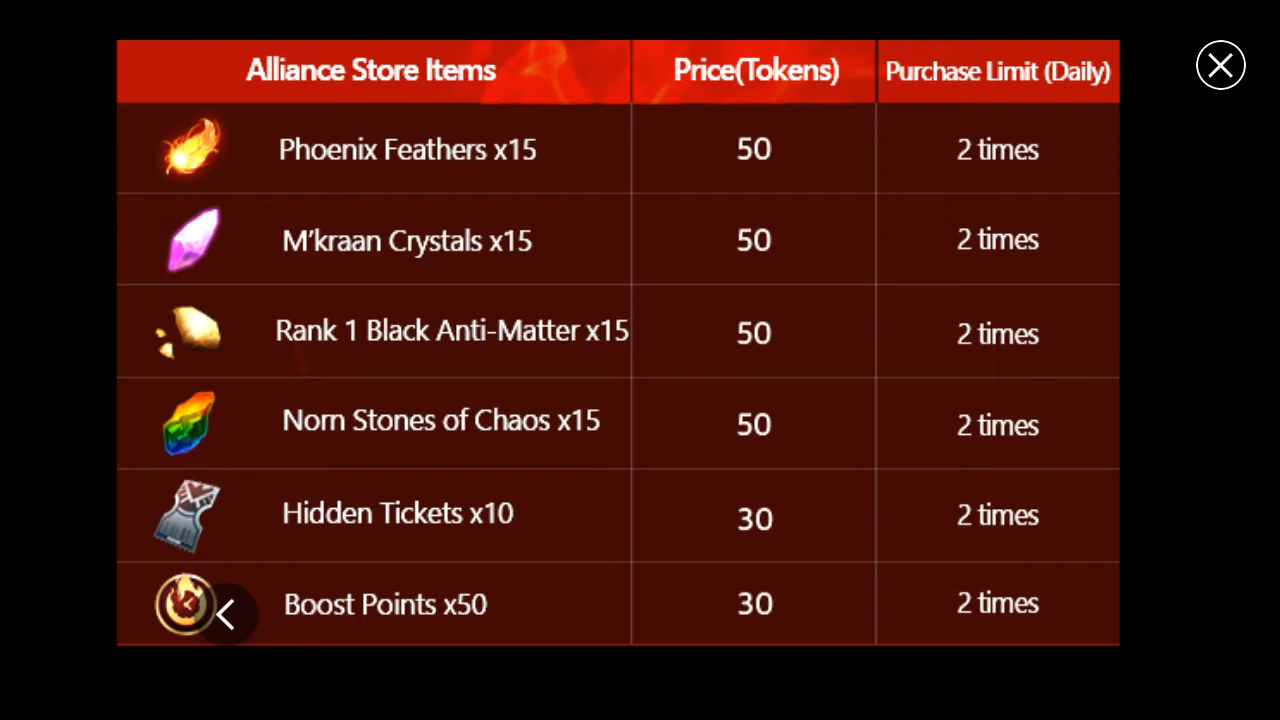 Alliance Store Items Price(Tokens) Purchase Limit (Daily)
Phoenix Feathers x15 50 2 times
M'kraan Crystals x15 50 2 times
Rank 1 Black Anti-Matter x15 50 2 times
Norn Stones of Chaos x15 50 2 times
Hidden Tickets x10 30 2 times
Boost Points x50 30 2 times